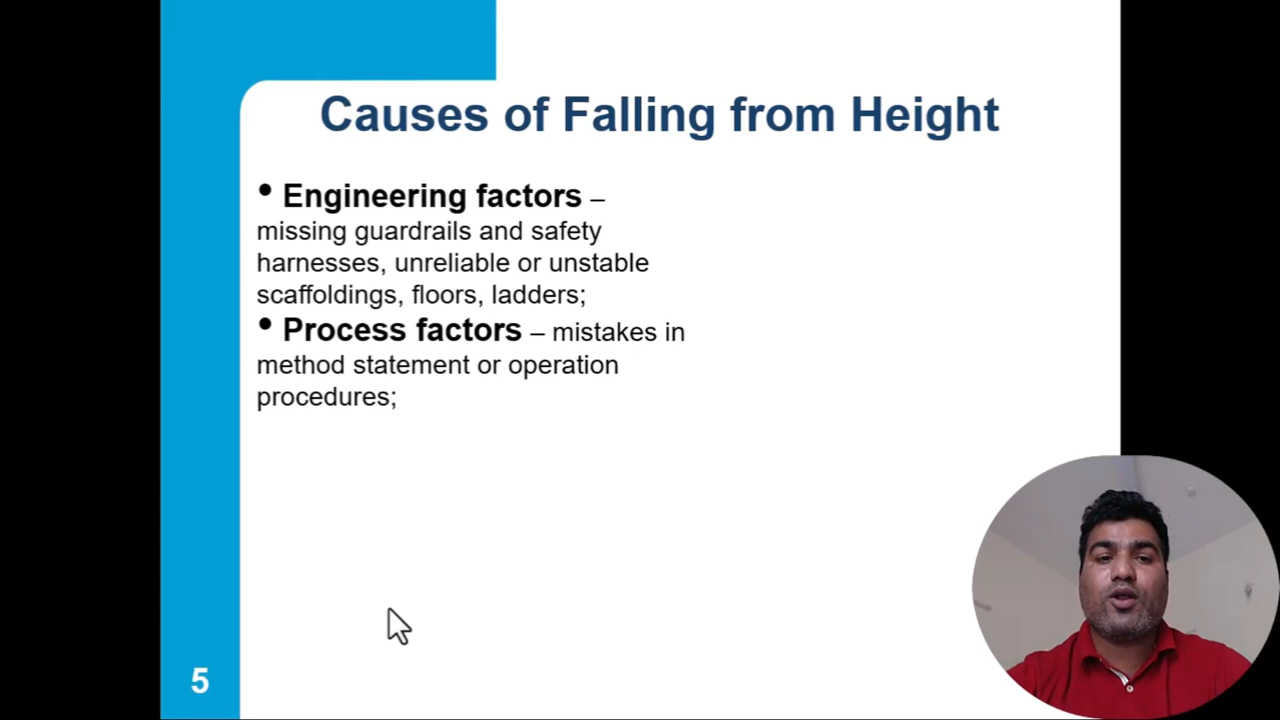 Causes of Falling from Height
• Engineering factors –
missing guardrails and safety
harnesses, unreliable or unstable
scaffoldings, floors, ladders;
• Process factors – mistakes in
method statement or operation
procedures;
5